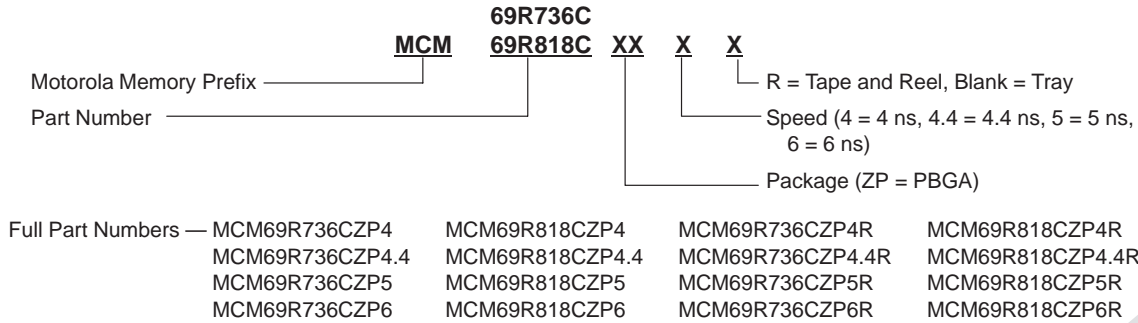 69R736C
MCM 69R818C XX X X
Motorola Memory Prefix
R = Tape and Reel, Blank = Tray
Part Number
Speed (4 = 4 ns, 4.4 = 4.4 ns, 5 = 5 ns,
6 = 6 ns)
Package (ZP = PBGA)
Full Part Numbers — MCM69R736CZP4 MCM69R818CZP4 MCM69R736CZP4R MCM69R818CZP4R
MCM69R736CZP4.4 MCM69R818CZP4.4 MCM69R736CZP4.4R MCM69R818CZP4.4R
MCM69R736CZP5 MCM69R818CZP5 MCM69R736CZP5R MCM69R818CZP5R
MCM69R736CZP6 MCM69R818CZP6 MCM69R736CZP6R MCM69R818CZP6R